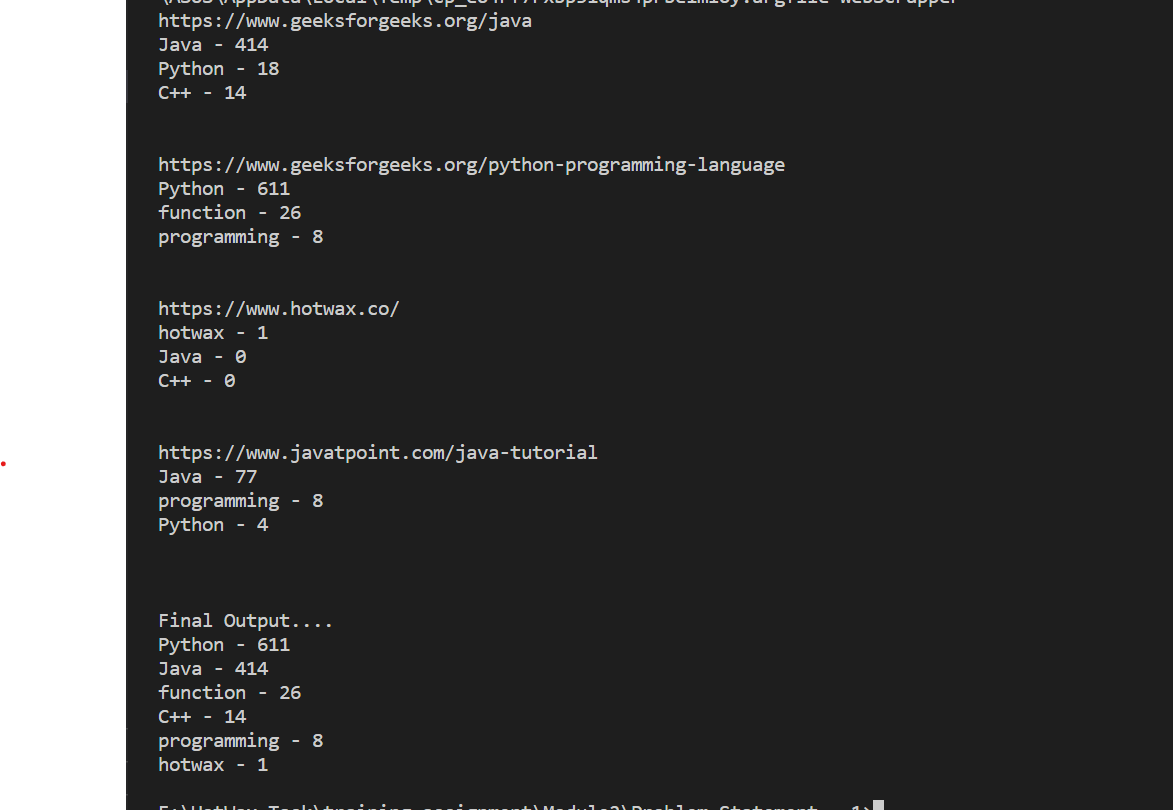 https://www.geeksforgeeks.org/java
Java - 414
Python - 18
C++ - 14
https://www.geeksforgeeks.org/python-programming-language
Python - 611
function - 26
programming - 8
https://www.hotwax.co/
hotwax - 1
Java - 0
C++ - 0
https://www.javatpoint.com/java-tutorial
Java - 77
programming - 8
Python - 4
Final Output....
Python - 611
Java - 414
function - 26
C++ - 14
programming - 8
hotwax - 1